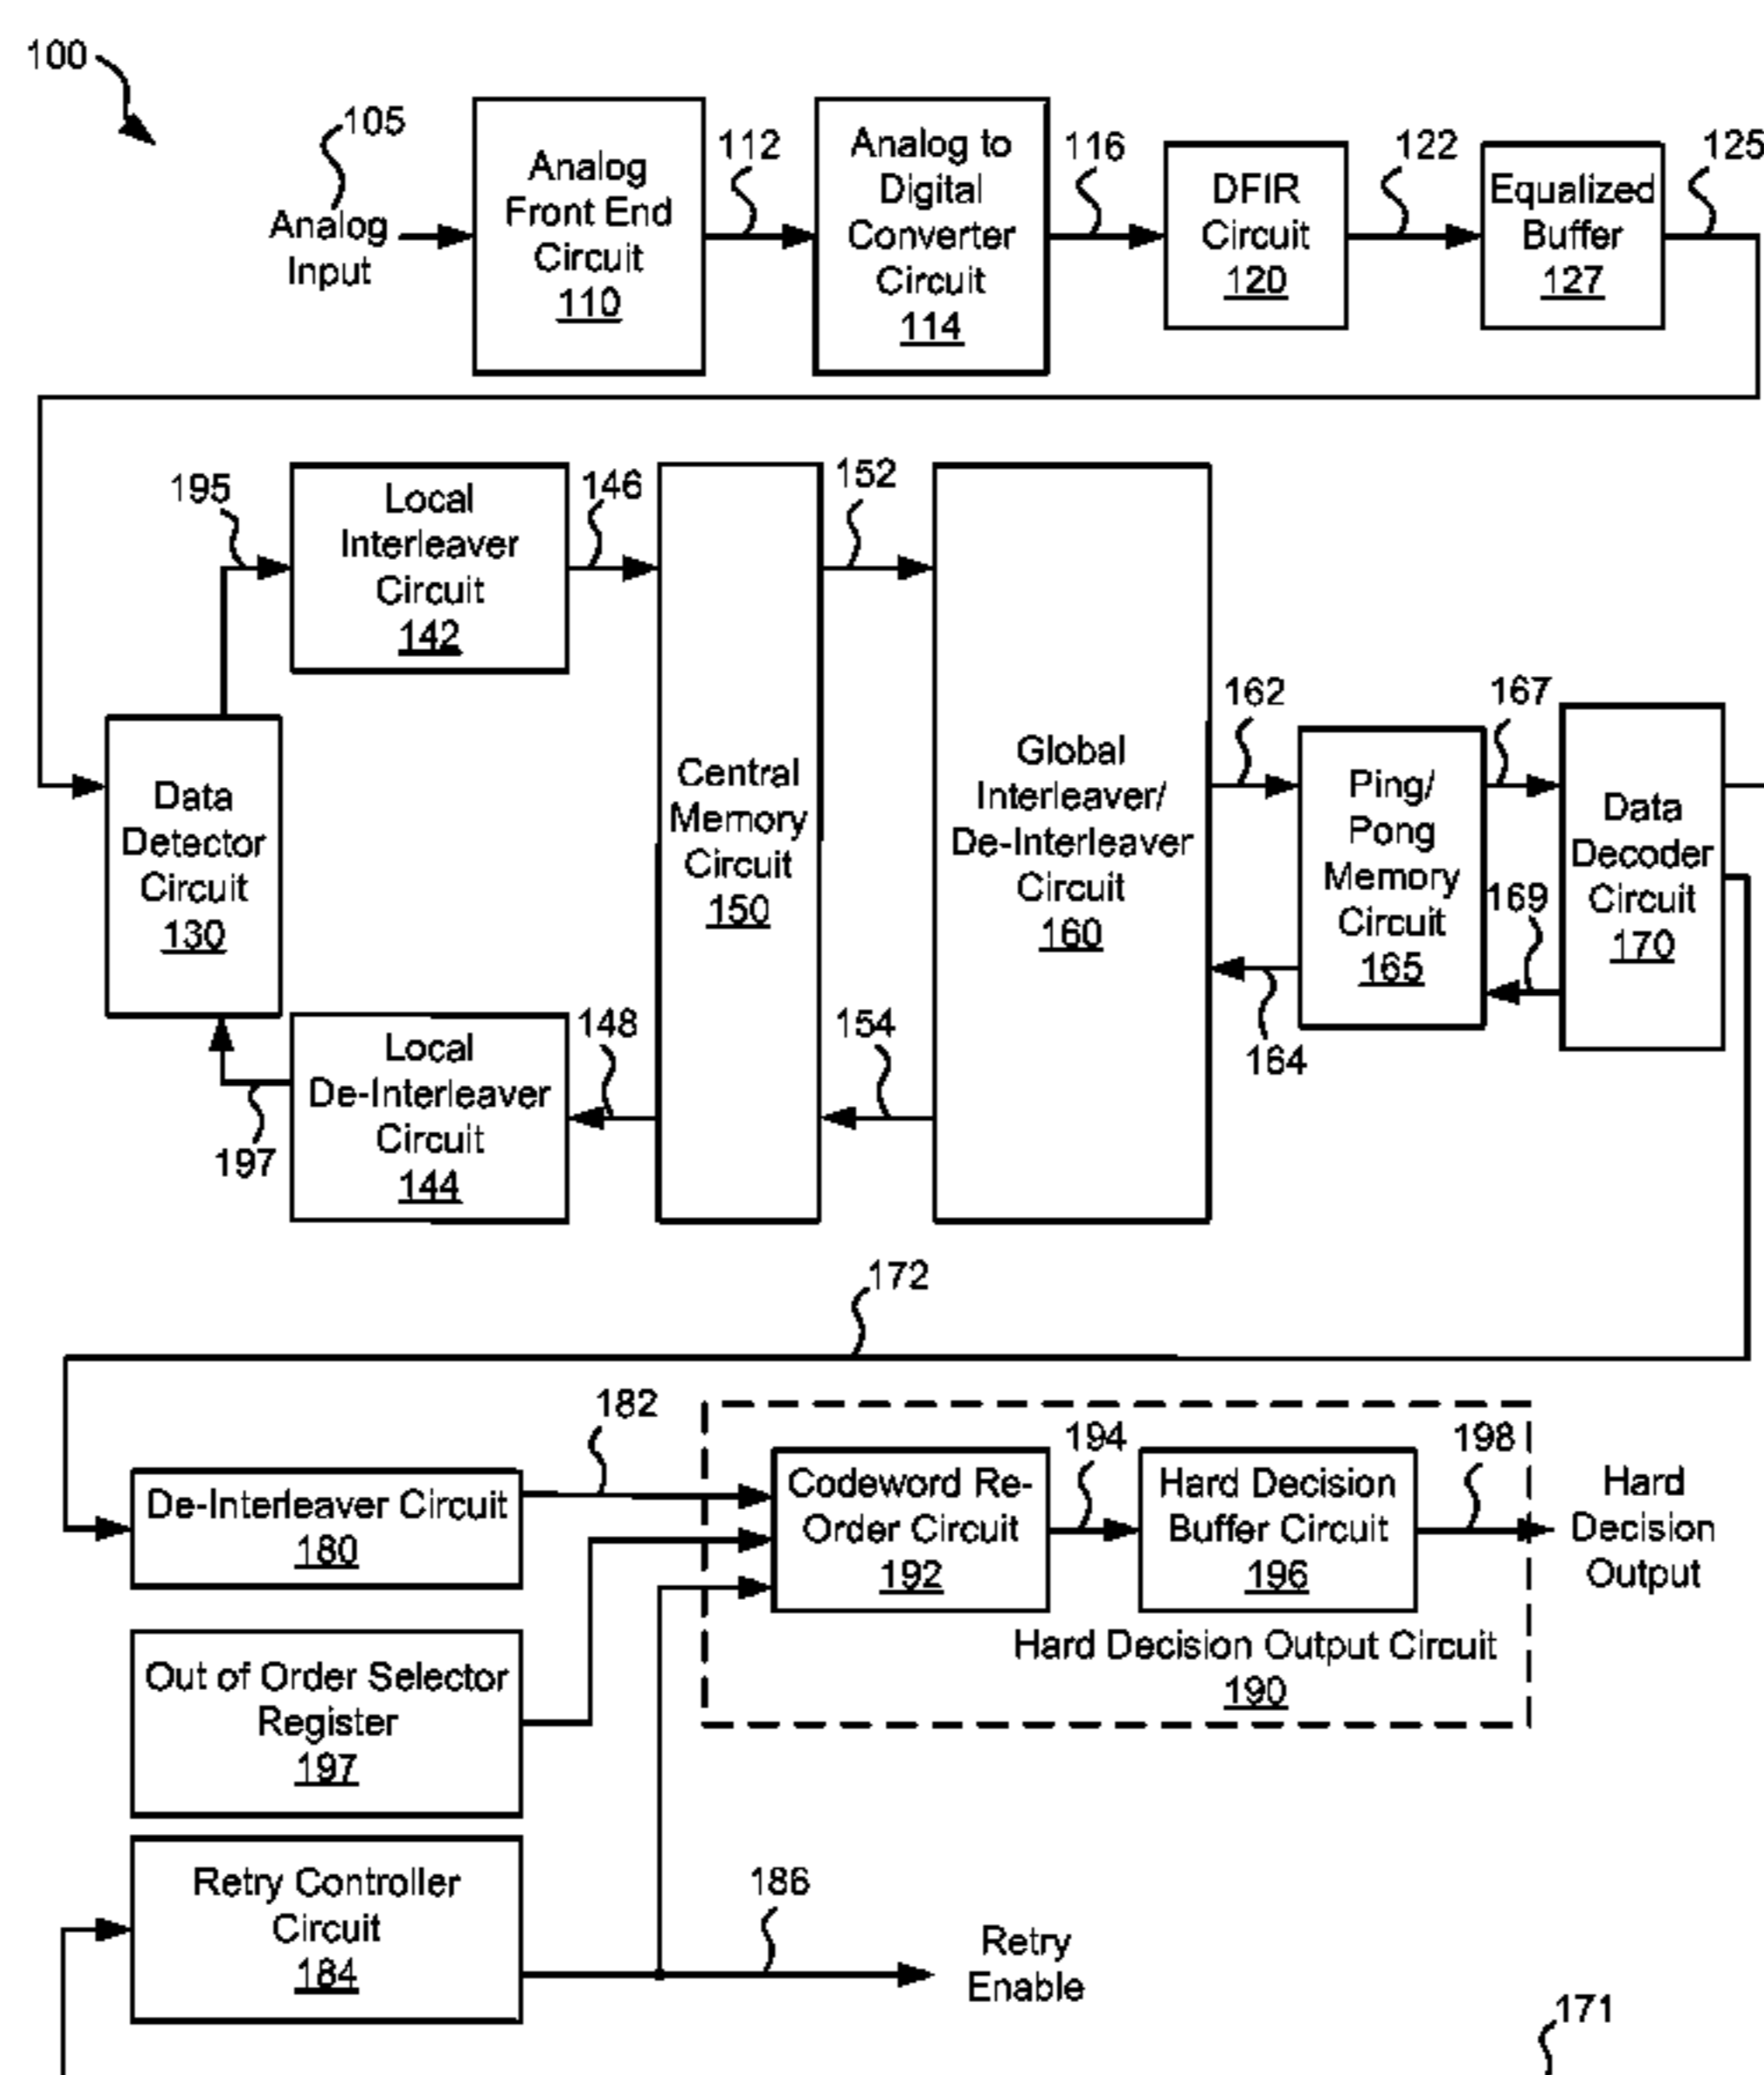 100
105
Analog
Input
Analog
Front End
Circuit
110
112
Analog to
Digital
Converter
Circuit
114
116
DFIR
Circuit
120
122
Equalized
Buffer
127
125
195
Local
Interleaver
Circuit
142
146
152
Data
Detector
Circuit
130
Central
Memory
Circuit
150
Global
Interleaver/
De-Interleaver
Circuit
160
162
Ping/
Pong
Memory
Circuit
165
167
169
164
Data
Decoder
Circuit
170
197
Local
De-Interleaver
Circuit
144
148
154
172
De-Interleaver Circuit
180
182
Codeword Re-
Order Circuit
192
194
Hard Decision
Buffer Circuit
196
198
Hard
Decision
Output
Hard Decision Output Circuit
190
Out of Order Selector
Register
197
Retry Controller
Circuit
184
186
Retry
Enable
171